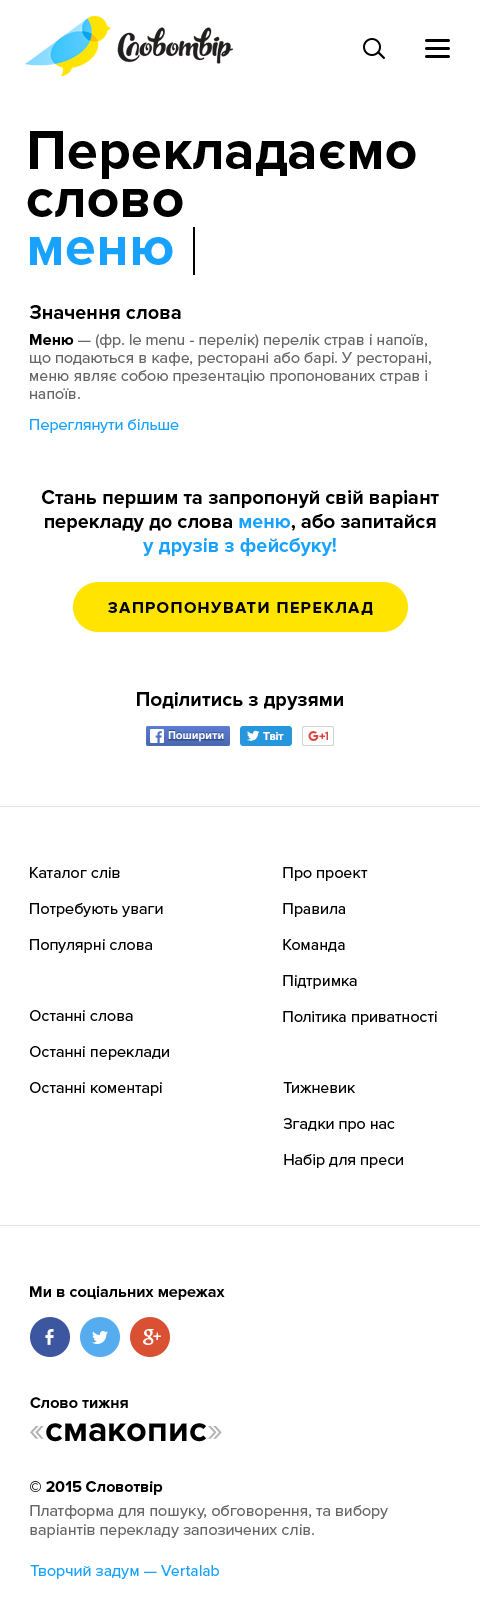 Словотвір
Перекладаємо
слово
меню
Значення слова
Меню — (фр. le menu - перелік) перелік страв і напоїв,
що подаються в кафе, ресторані або барі. У ресторані,
меню являє собою презентацію пропонованих страв і
напоїв.
Переглянути більше
Стань першим та запропонуй свій варіант
перекладу до слова меню, або запитайся
у друзів з фейсбуку!
ЗАПРОПОНУВАТИ ПЕРЕКЛАД
Поділитись з друзями
Поширити Твіт G+1
Каталог слів
Потребують уваги
Популярні слова
Останні слова
Останні переклади
Останні коментарі
Про проект
Правила
Команда
Підтримка
Політика приватності
Тижневик
Згадки про нас
Набір для преси
Ми в соціальних мережах
f g+
Слово тижня
«смакопис»
© 2015 Словотвір
Платформа для пошуку, обговорення, та вибору
варіантів перекладу запозичених слів.
Творчий задум — Vertalab